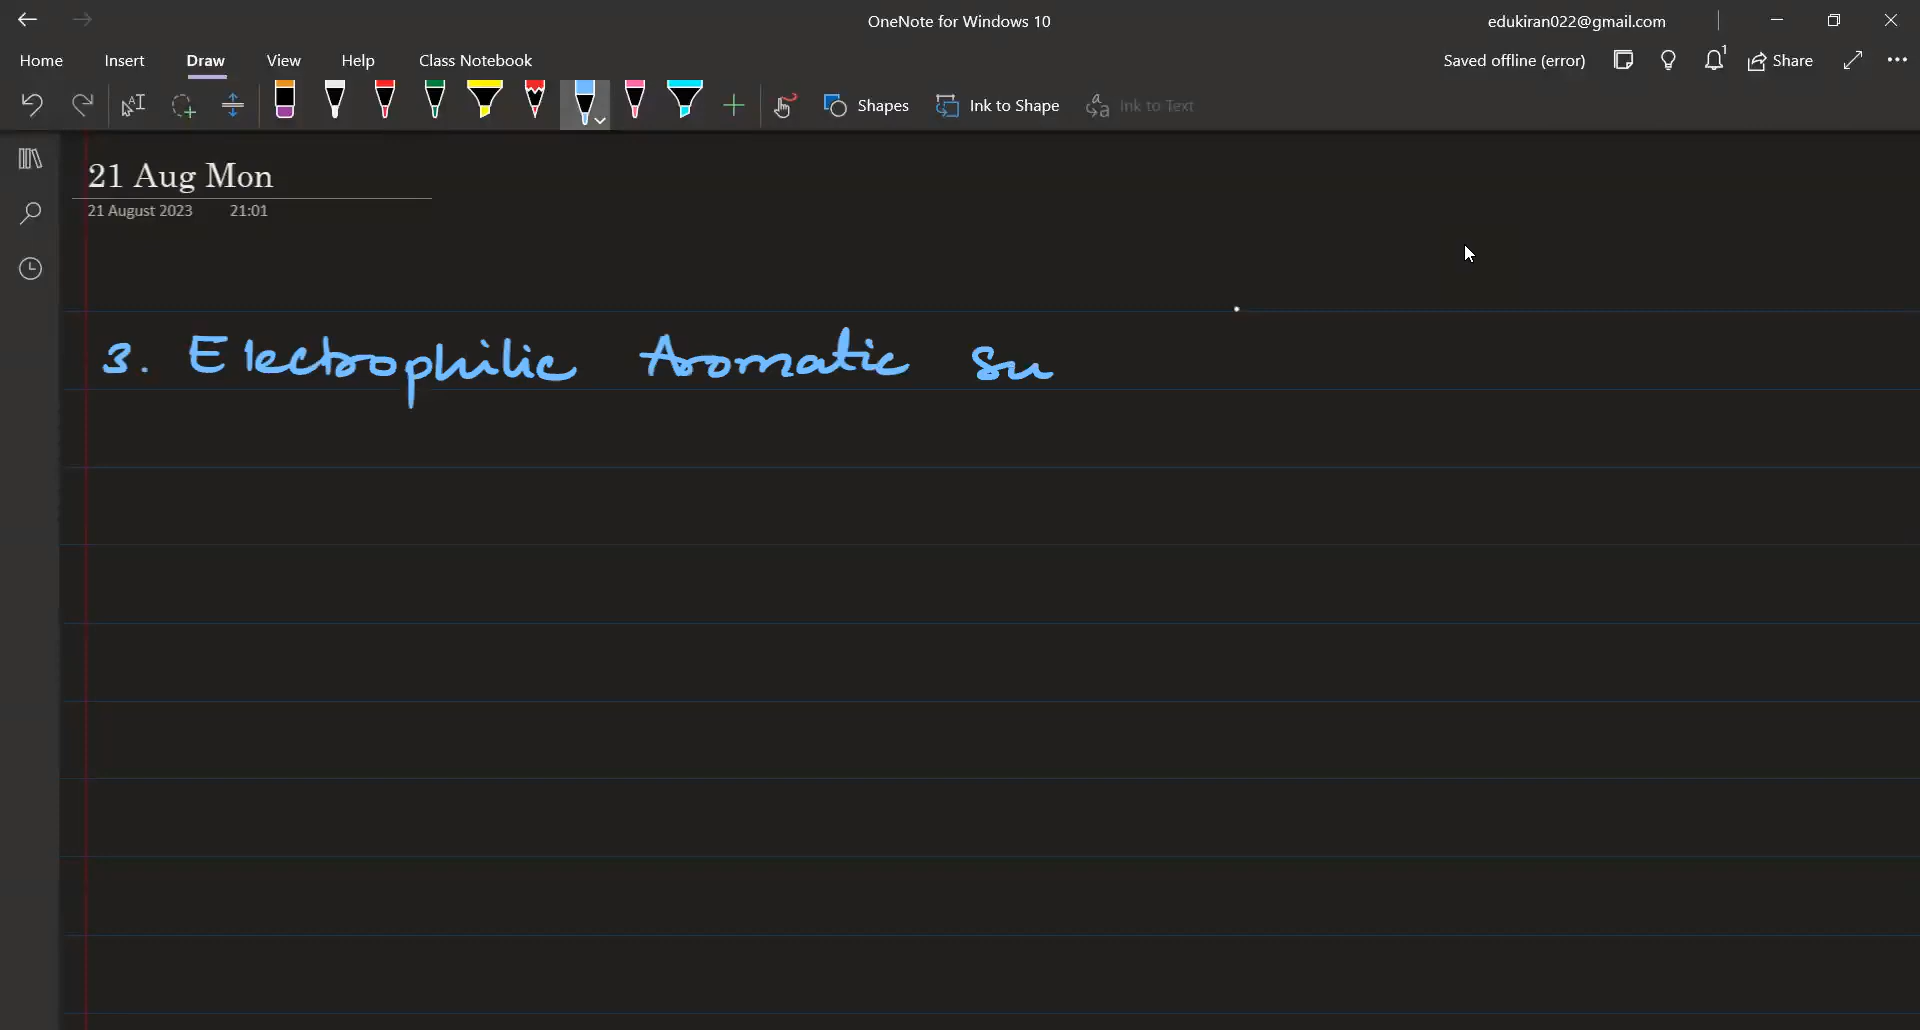 OneNote for Windows 10
edukiran022@gmail.com
Home Insert Draw View Help Class Notebook
Saved offline (error) 1 Share
Shapes Ink to Shape Ink to Text
21 Aug Mon
21 August 2023 21:01
3. Electrophilic Aromatic Su